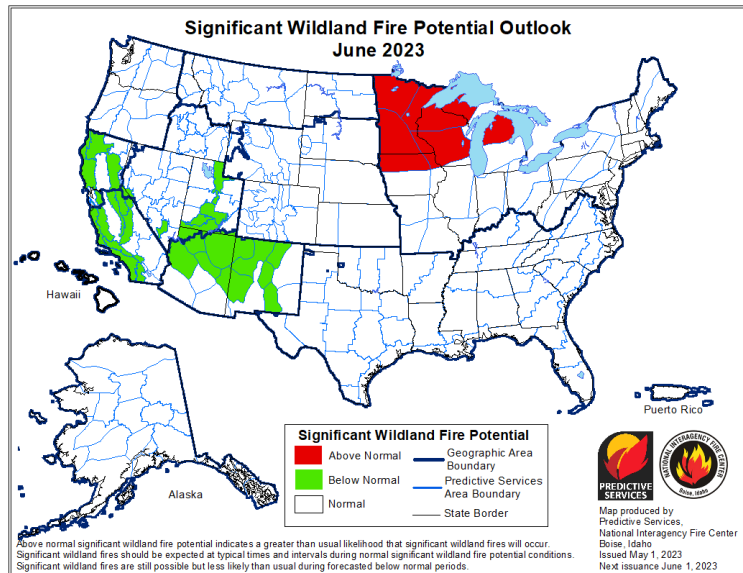 Significant Wildland Fire Potential Outlook
June 2023
Hawaii
Alaska
Puerto Rico
Significant Wildland Fire Potential
Above Normal
Below Normal
Normal
Geographic Area
Boundary
Predictive Services
Area Boundary
State Border
PREDICTIVE
SERVICES
NATIONAL INTERAGENCY FIRE CENTER
Boise, Idaho
Map produced by
Predictive Services,
National Interagency Fire Center
Boise, Idaho
Issued May 1, 2023
Next issuance June 1, 2023
Above normal significant wildland fire potential indicates a greater than usual likelihood that significant wildland fires will occur.
Significant wildland fires should be expected at typical times and intervals during normal significant wildland fire potential conditions.
Significant wildland fires are still possible but less likely than usual during forecasted below normal periods.